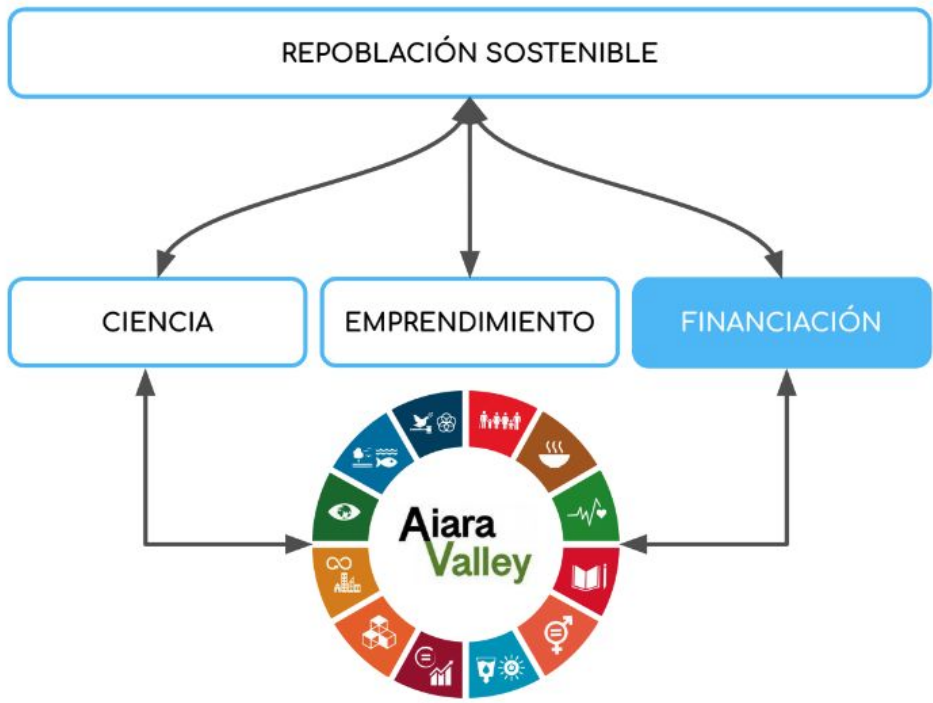 REPOBLACIÓN SOSTENIBLE
CIENCIA
EMPRENDIMIENTO
FINANCIACIÓN
Aiara
Valley